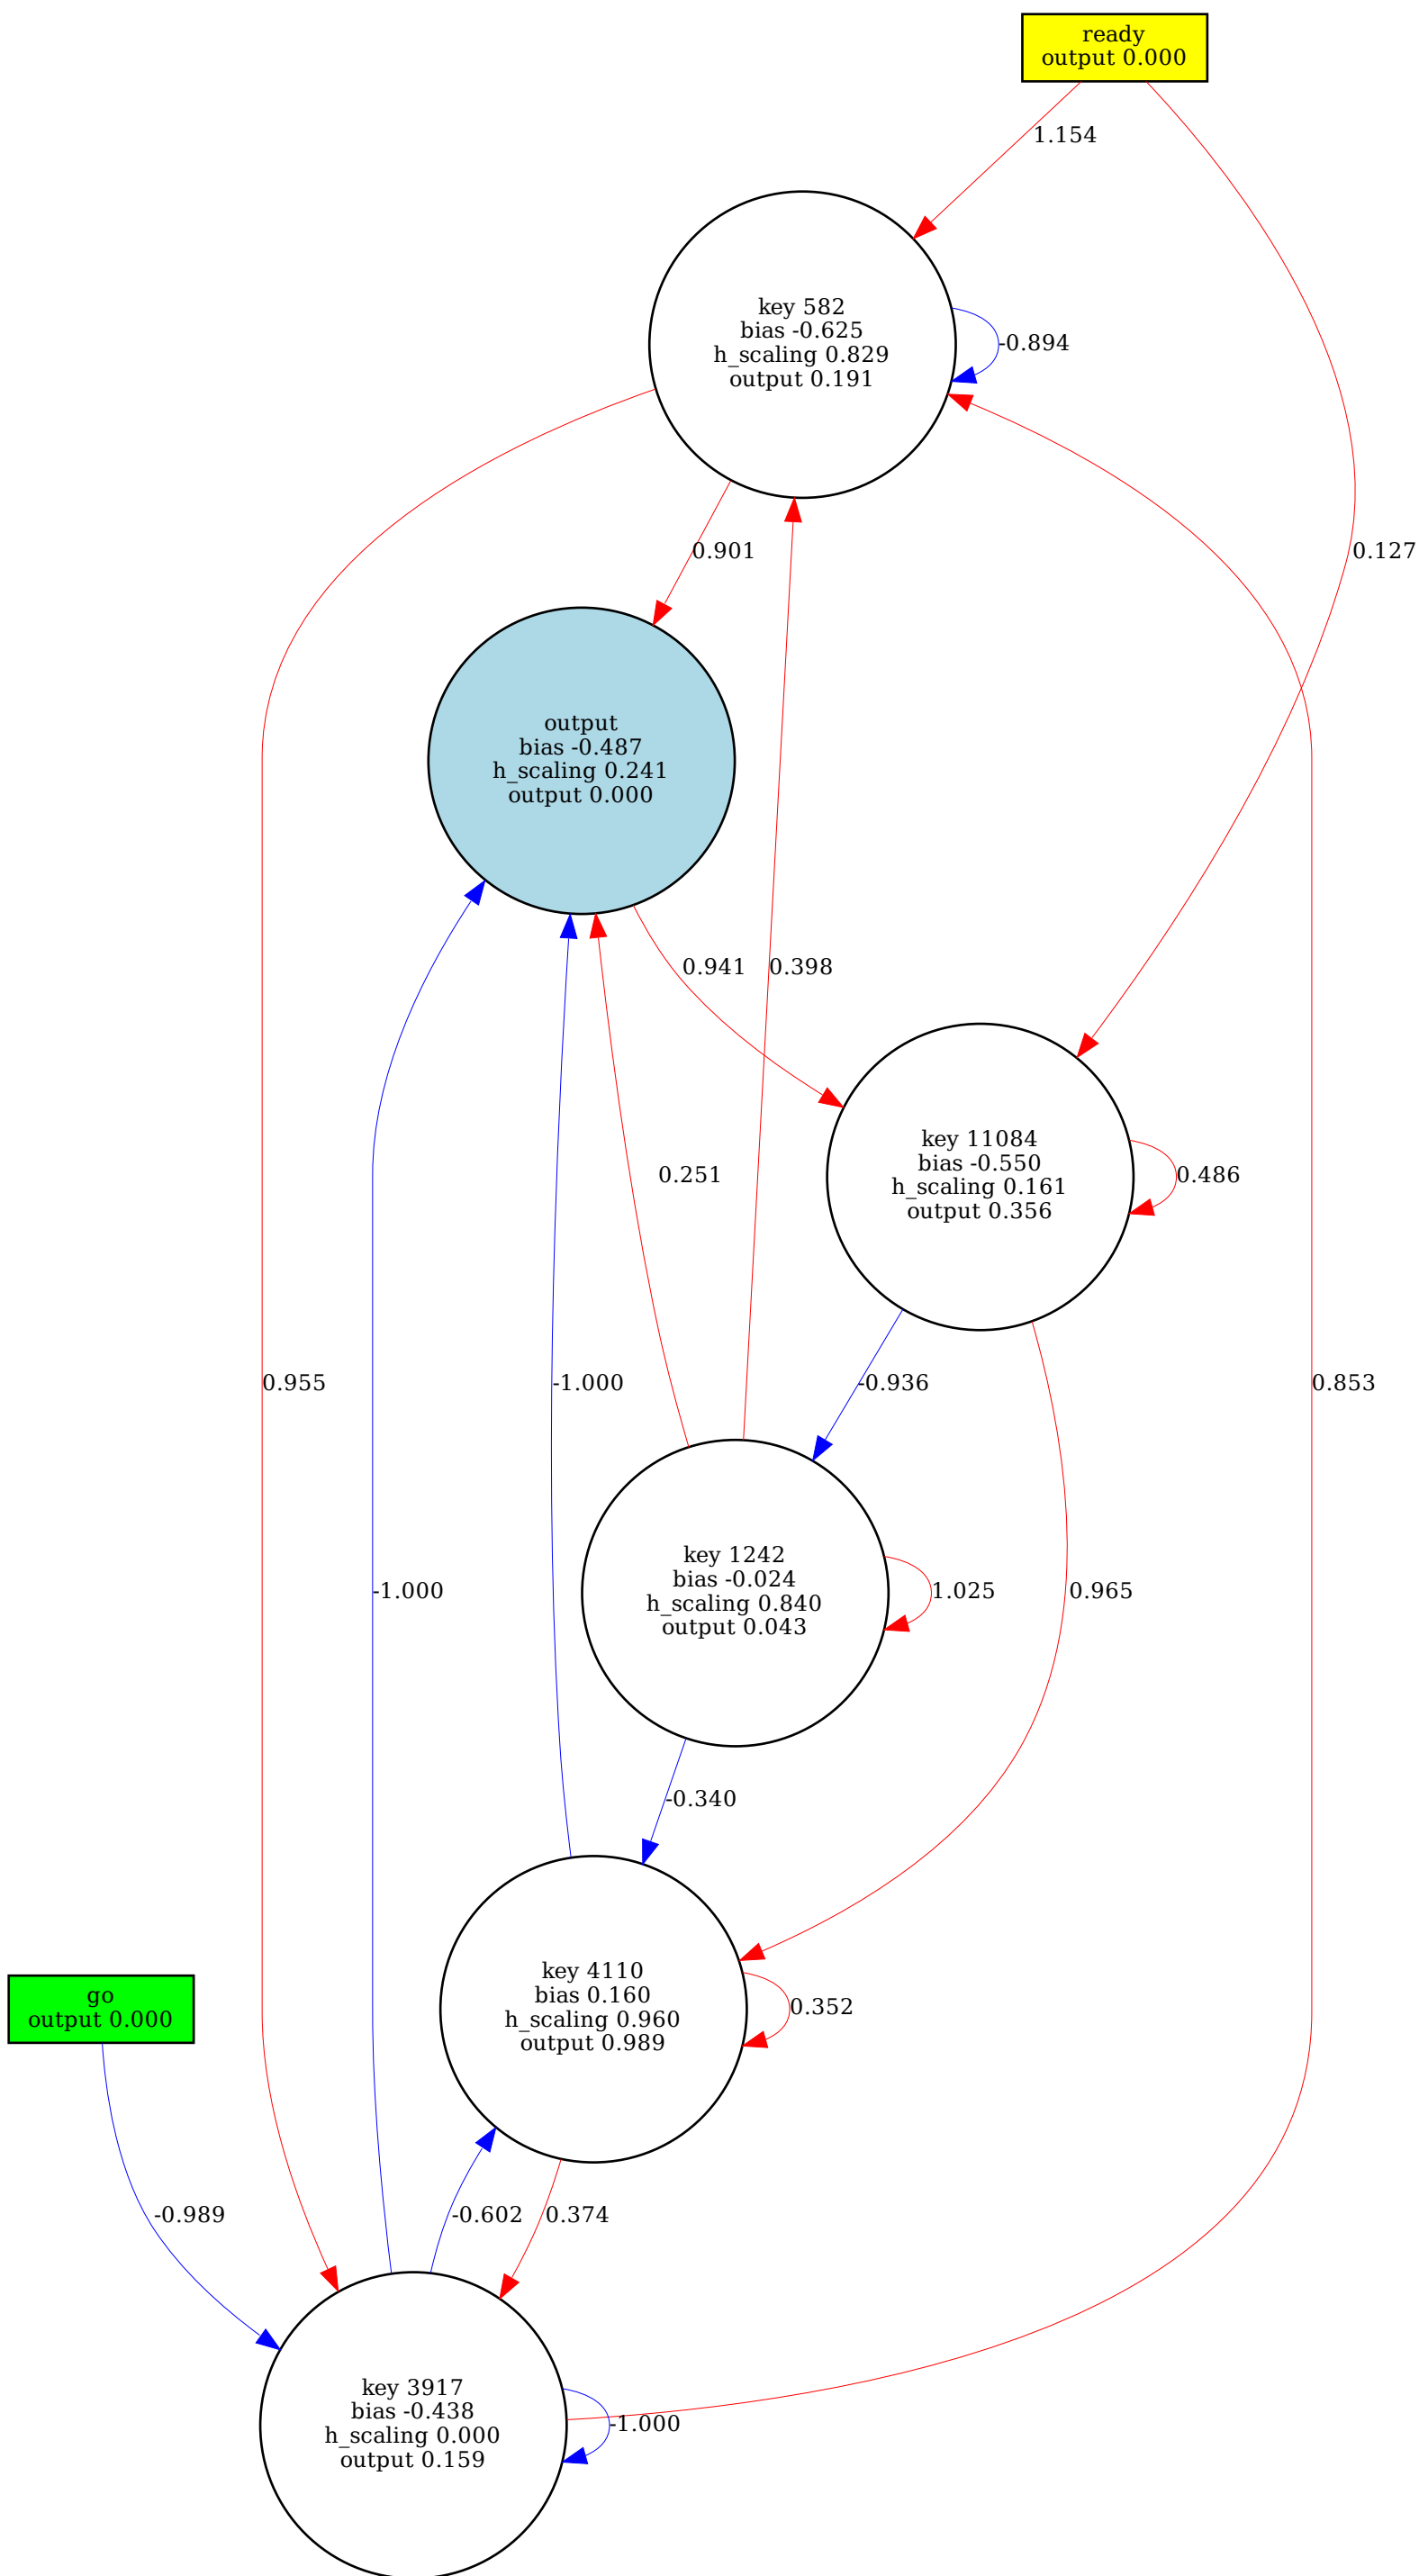 ready
output 0.000
1.154
key 582
bias -0.625
h_scaling 0.829
output 0.191
-0.894
0.901
0.127
output
bias -0.487
h_scaling 0.241
output 0.000
0.941
0.398
key 11084
bias -0.550
h_scaling 0.161
output 0.356
0.251
0.486
0.955
-1.000
-0.936
0.853
key 1242
bias -0.024
h_scaling 0.840
output 0.043
-1.000
1.025
0.965
-0.340
go
output 0.000
key 4110
bias 0.160
h_scaling 0.960
output 0.989
0.352
-0.989
-0.602
0.374
key 3917
bias -0.438
h_scaling 0.000
output 0.159
-1.000